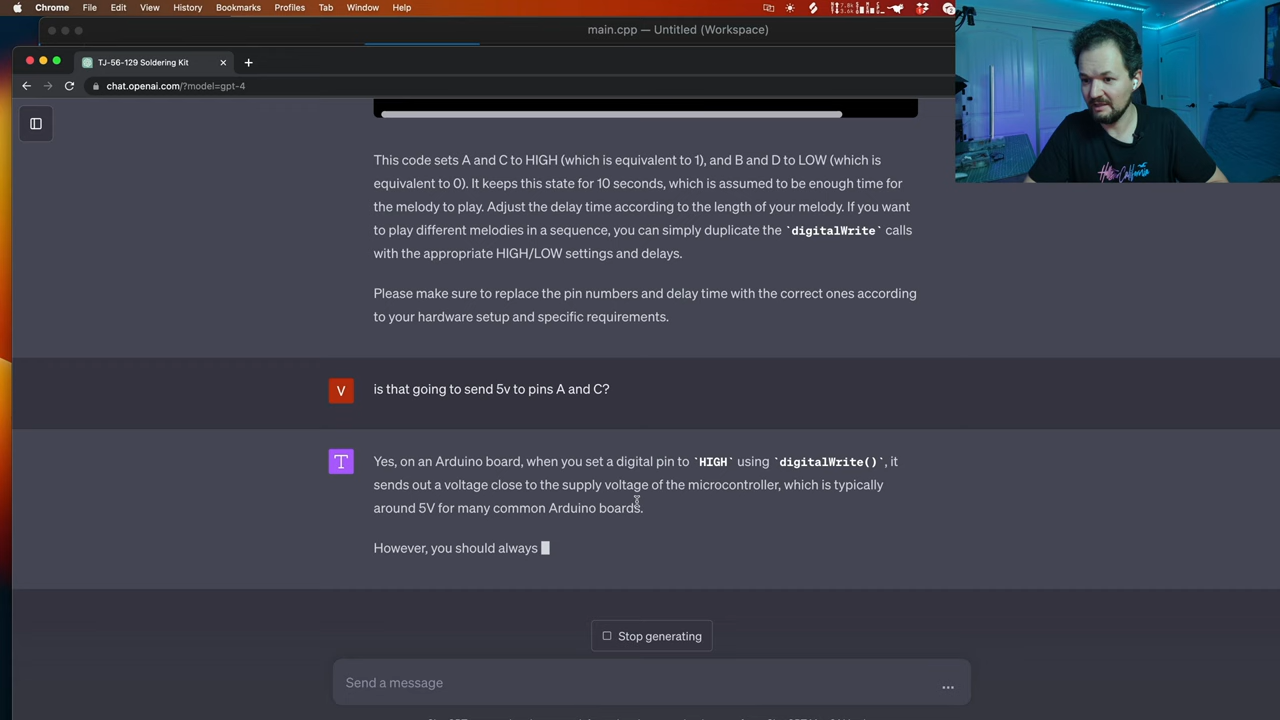 Chrome File Edit View History Bookmarks Profiles Tab Window Help
main.cpp — Untitled (Workspace)
TJ-56-129 Soldering Kit
chat.openai.com/?model=gpt-4
This code sets A and C to HIGH (which is equivalent to 1), and B and D to LOW (which is
equivalent to 0). It keeps this state for 10 seconds, which is assumed to be enough time for
the melody to play. Adjust the delay time according to the length of your melody. If you want
to play different melodies in a sequence, you can simply duplicate the `digitalWrite` calls
with the appropriate HIGH/LOW settings and delays.
Please make sure to replace the pin numbers and delay time with the correct ones according
to your hardware setup and specific requirements.
V
is that going to send 5v to pins A and C?
T
Yes, on an Arduino board, when you set a digital pin to `HIGH` using `digitalWrite()`, it
sends out a voltage close to the supply voltage of the microcontroller, which is typically
around 5V for many common Arduino boards.
However, you should always
Stop generating
Send a message
...